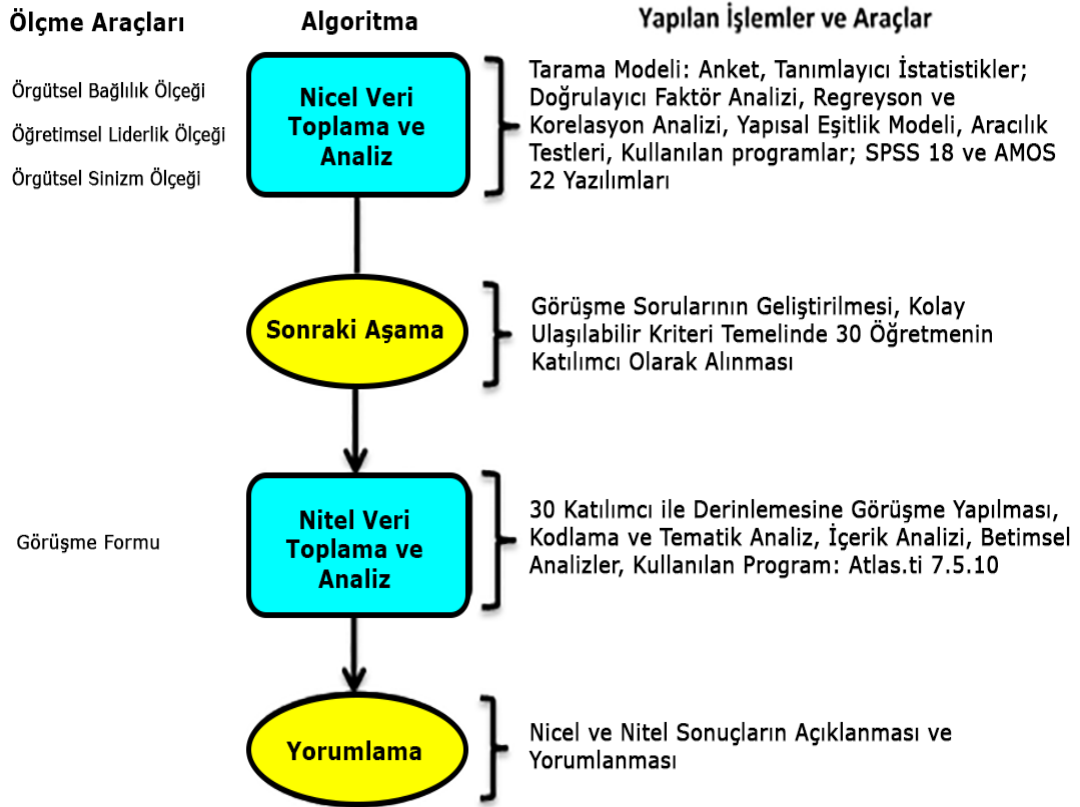 Ölçme Araçları
Algoritma
Yapılan İşlemler ve Araçlar
Örgütsel Bağlılık Ölçeği
Öğretimsel Liderlik Ölçeği
Örgütsel Sinizm Ölçeği
Nicel Veri
Toplama ve
Analiz
Tarama Modeli: Anket, Tanımlayıcı İstatistikler;
Doğrulayıcı Faktör Analizi, Regreyson ve
Korelasyon Analizi, Yapısal Eşitlik Modeli, Aracılık
Testleri, Kullanılan programlar; SPSS 18 ve AMOS
22 Yazılımları
Sonraki Aşama
Görüşme Sorularının Geliştirilmesi, Kolay
Ulaşılabilir Kriteri Temelinde 30 Öğretmenin
Katılımcı Olarak Alınması
Görüşme Formu
Nitel Veri
Toplama ve
Analiz
30 Katılımcı ile Derinlemesine Görüşme Yapılması,
Kodlama ve Tematik Analiz, İçerik Analizi, Betimsel
Analizler, Kullanılan Program: Atlas.ti 7.5.10
Yorumlama
Nicel ve Nitel Sonuçların Açıklanması ve
Yorumlanması